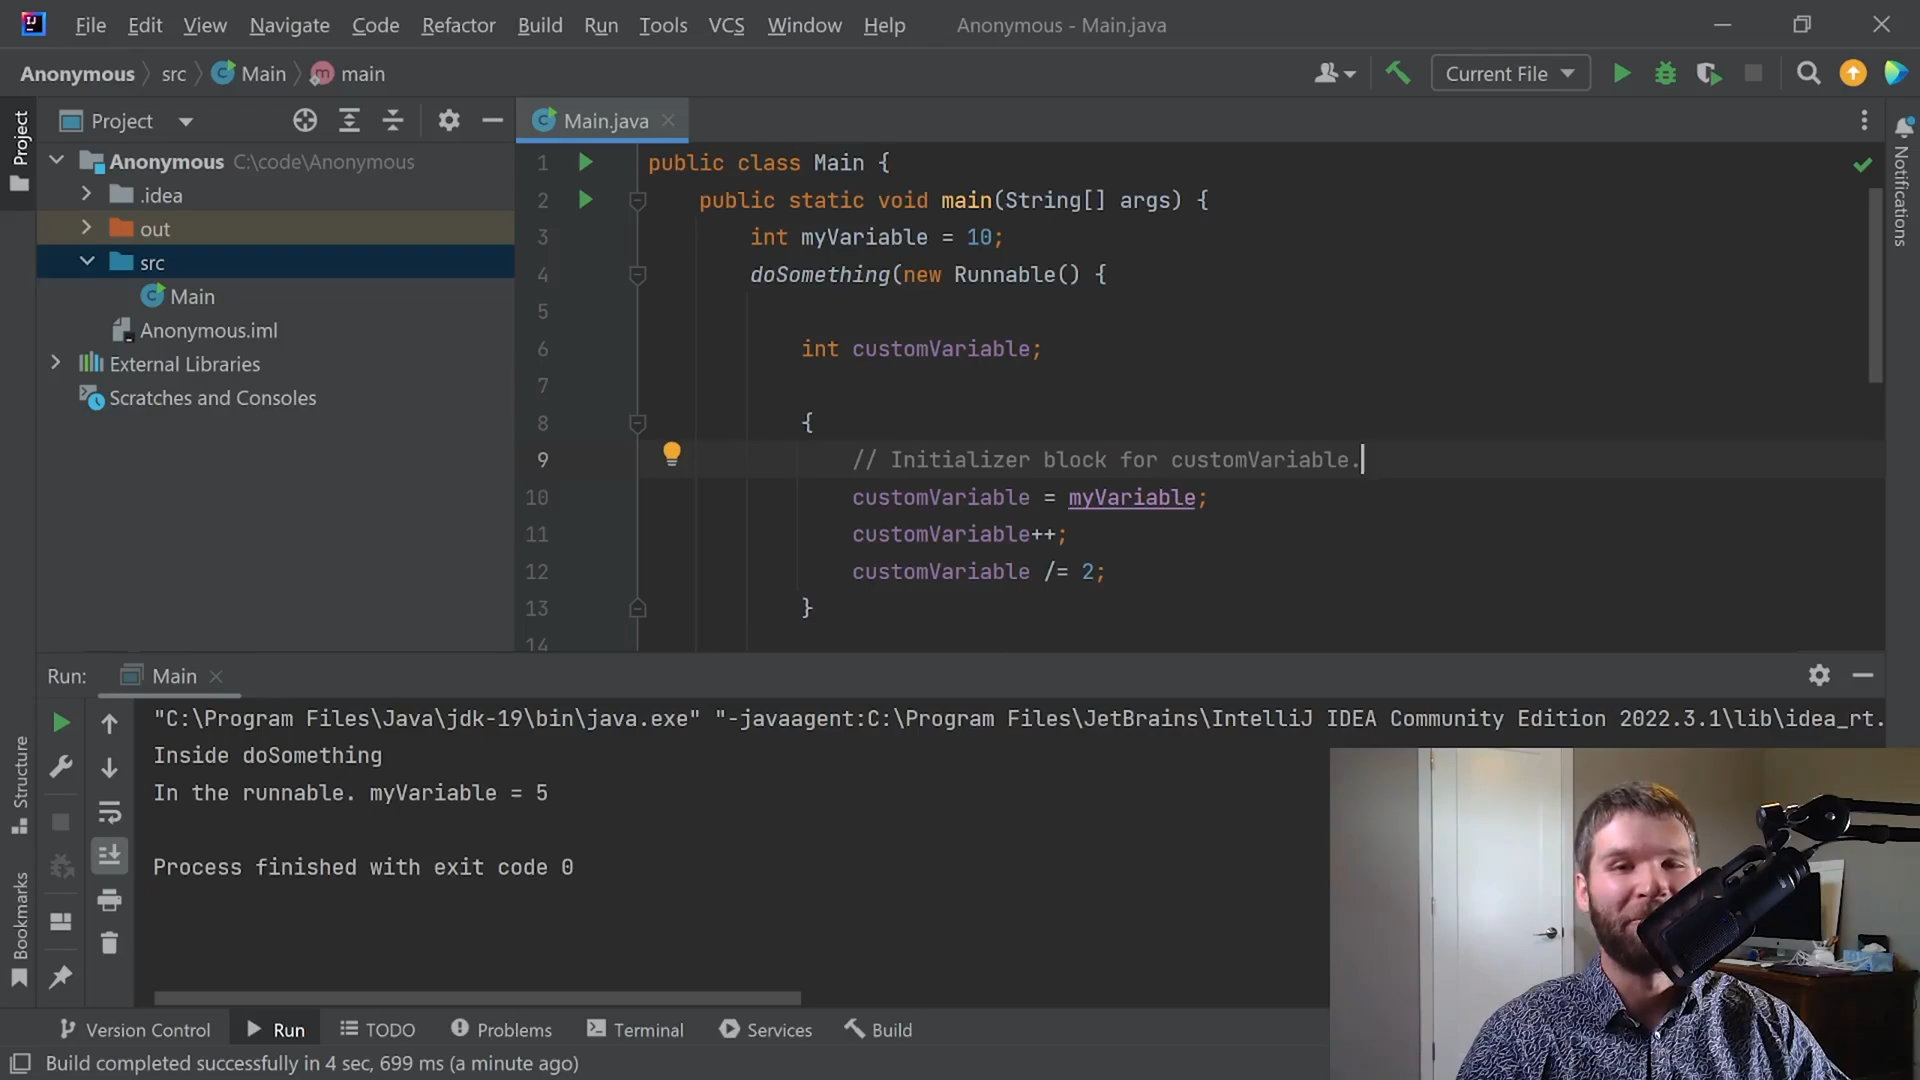 File Edit View Navigate Code Refactor Build Run Tools VCS Window Help Anonymous - Main.java
Anonymous src Main main Current File
Project
Project
Main.java
Notifications
Anonymous C:\code\Anonymous
.idea
out
src
Main
Anonymous.iml
External Libraries
Scratches and Consoles
1 public class Main {
2 public static void main(String[] args) {
3 int myVariable = 10;
4 doSomething(new Runnable() {
5
6 int customVariable;
7
8 {
9 // Initializer block for customVariable.
10 customVariable = myVariable;
11 customVariable++;
12 customVariable /= 2;
13 }
14
Run: Main
"C:\Program Files\Java\jdk-19\bin\java.exe" "-javaagent:C:\Program Files\JetBrains\IntelliJ IDEA Community Edition 2022.3.1\lib\idea_rt.
Inside doSomething
In the runnable. myVariable = 5
Process finished with exit code 0
Structure
Bookmarks
Version Control Run TODO Problems Terminal Services Build
Build completed successfully in 4 sec, 699 ms (a minute ago)